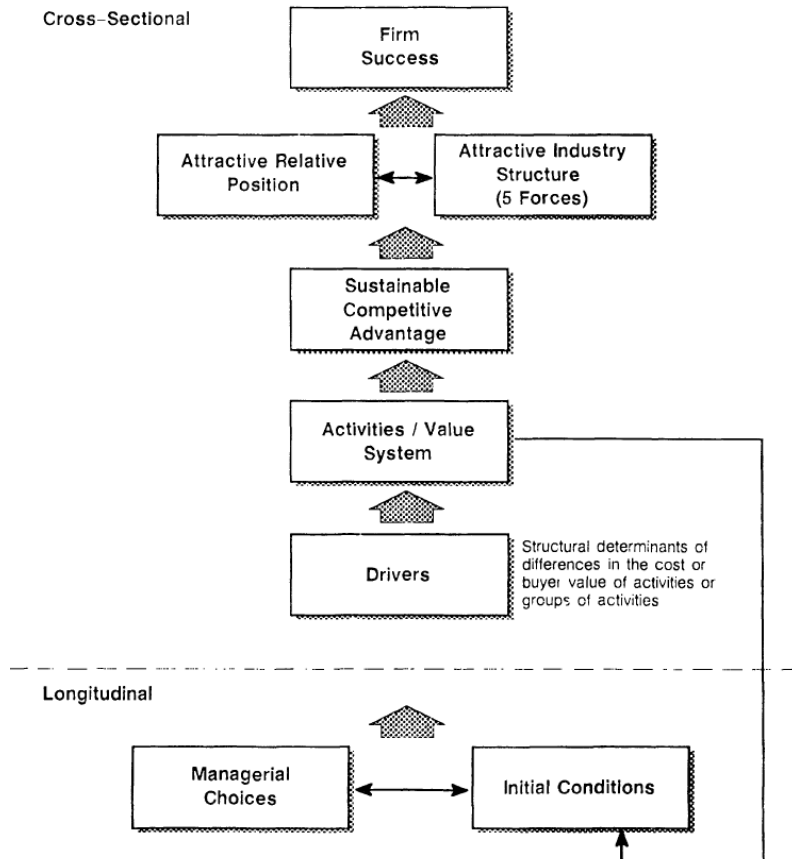 Cross-Sectional
Firm
Success
Attractive Relative
Position
Attractive Industry
Structure
(5 Forces)
Sustainable
Competitive
Advantage
Activities / Value
System
Drivers
Structural determinants of
differences in the cost or
buyer value of activities or
groups of activities
Longitudinal
Managerial
Choices
Initial Conditions